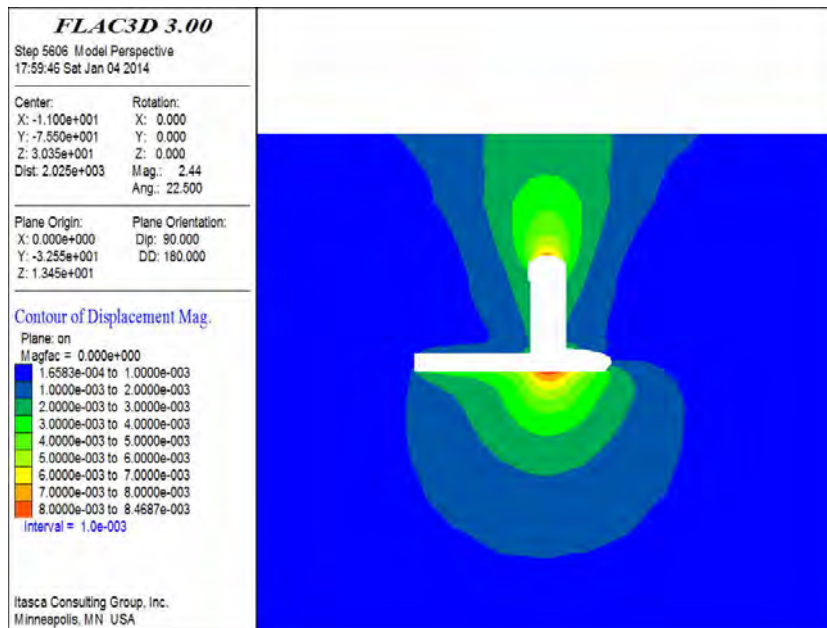 FLAC3D 3.00
Step 5606 Model Perspective
17:59:46 Sat Jan 04 2014
Center: Rotation:
X: -1.100e+001 X: 0.000
Y: -7.550e+001 Y: 0.000
Z: 3.035e+001 Z: 0.000
Dist: 2.025e+003 Mag.: 2.44
Ang.: 22.500
Plane Origin: Plane Orientation:
X: 0.000e+000 Dip: 90.000
Y: -3.255e+001 DD: 180.000
Z: 1.345e+001
Contour of Displacement Mag.
Plane: on
Magfac = 0.000e+000
1.6583e-004 to 1.0000e-003
1.0000e-003 to 2.0000e-003
2.0000e-003 to 3.0000e-003
3.0000e-003 to 4.0000e-003
4.0000e-003 to 5.0000e-003
5.0000e-003 to 6.0000e-003
6.0000e-003 to 7.0000e-003
7.0000e-003 to 8.0000e-003
8.0000e-003 to 8.4687e-003
Interval = 1.0e-003
Itasca Consulting Group, Inc.
Minneapolis, MN USA